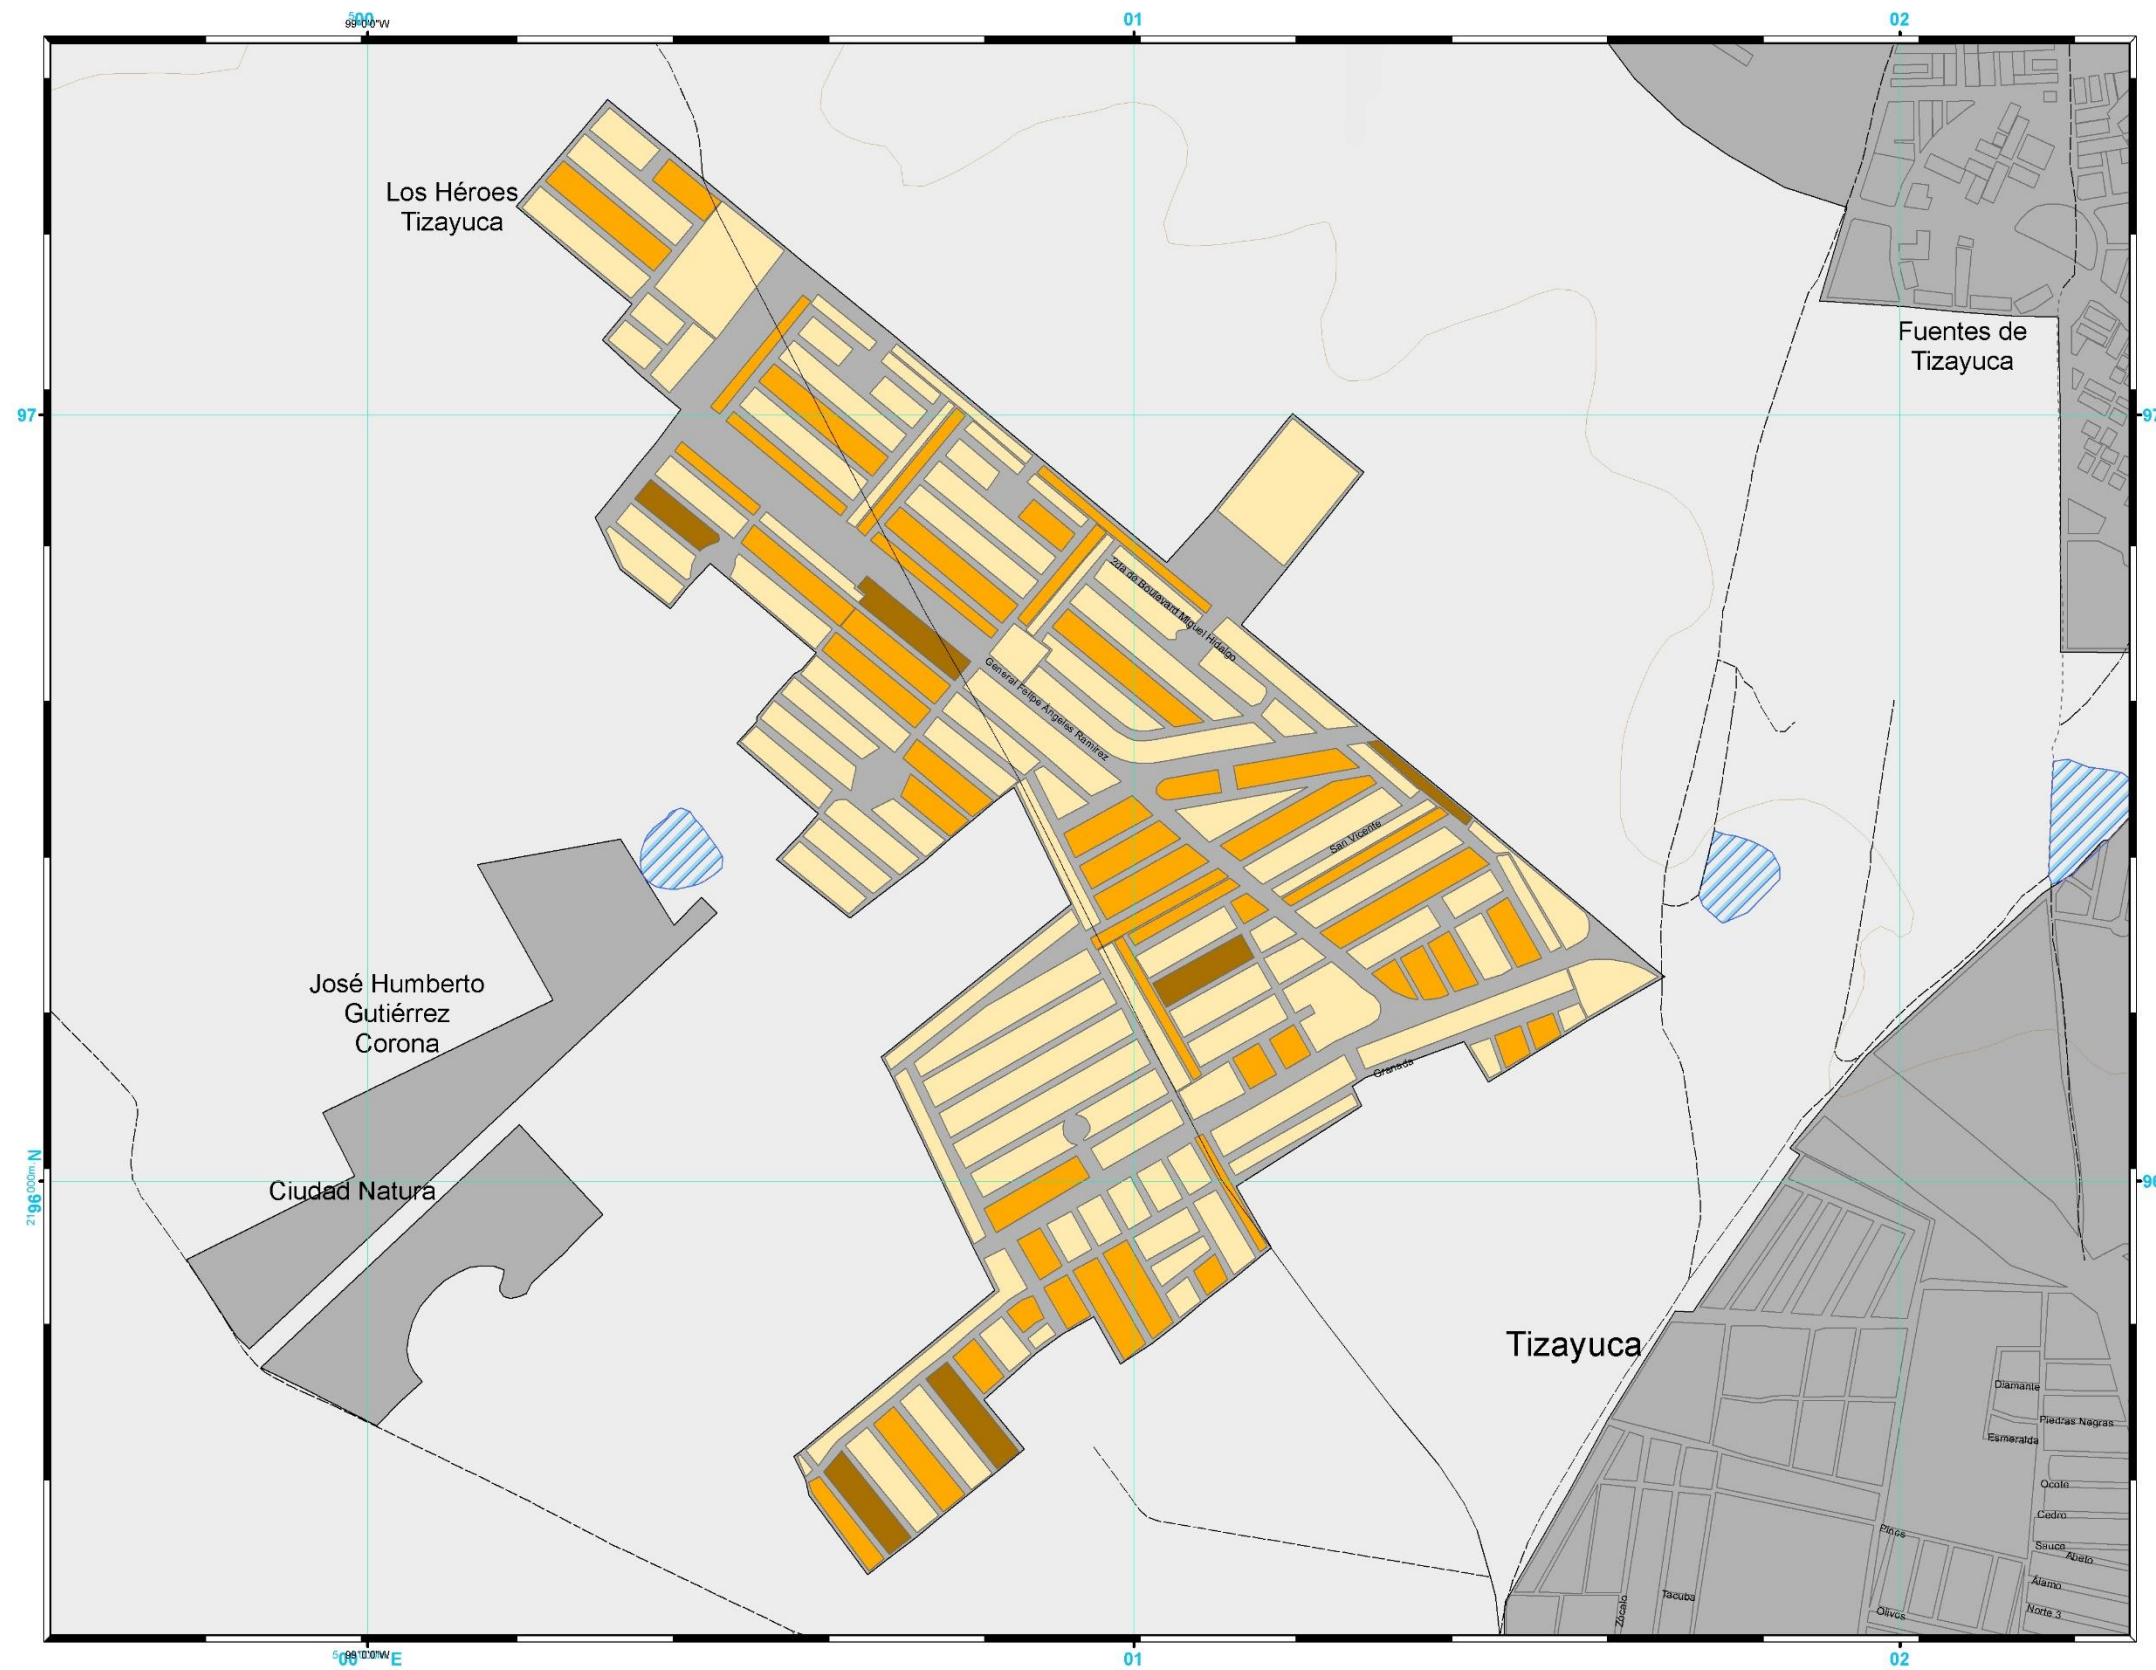 500
99°0'0"W
01
02
Los Héroes
Tizayuca
Fuentes de
Tizayuca
97
97
2da de Boulevard Miguel Hidalgo
General Felipe Ángeles Ramírez
San Vicente
José Humberto
Gutiérrez
Corona
Granada
Ciudad Natura
2196000m.N
96
Tizayuca
Diamante
Piedras Negras
Esmeralda
Ocote
Cedro
Pinos
Sauce
Abeto
Álamo
Tacuba
Zócalo
Olivos
Norte 3
99°0'0"W
E
01
02